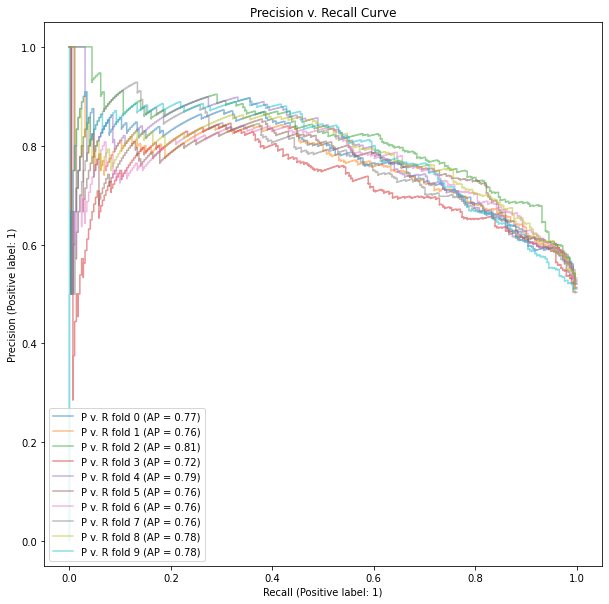 Precision v. Recall Curve
Precision (Positive label: 1)
1.0
0.8
0.6
0.4
0.2
0.0
P v. R fold 0 (AP = 0.77)
P v. R fold 1 (AP = 0.76)
P v. R fold 2 (AP = 0.81)
P v. R fold 3 (AP = 0.72)
P v. R fold 4 (AP = 0.79)
P v. R fold 5 (AP = 0.76)
P v. R fold 6 (AP = 0.76)
P v. R fold 7 (AP = 0.76)
P v. R fold 8 (AP = 0.78)
P v. R fold 9 (AP = 0.78)
0.0 0.2 0.4 0.6 0.8 1.0
Recall (Positive label: 1)